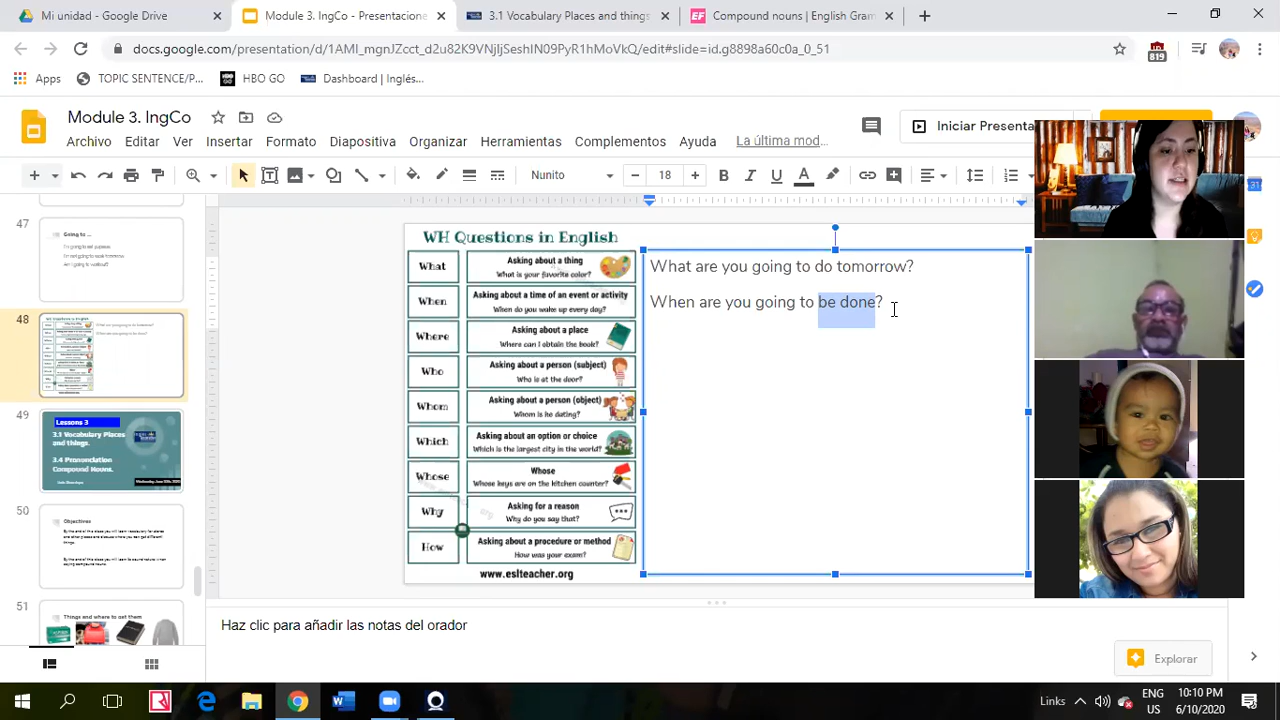 Mi unidad - Google Drive
Module 3. IngCo - Presentacione
3.1 Vocabulary Places and things
Compound nouns | English Gram
docs.google.com/presentation/d/1AMI_mgnJZcct_d2u82K9VNjIjSeshIN09PyR1hMoVkQ/edit#slide=id.g8898a60c0a_0_51
819
Apps
TOPIC SENTENCE/P...
HBO GO
Dashboard | Inglés...
Module 3. IngCo
Archivo Editar Ver Insertar Formato Diapositiva Organizar Herramientas Complementos Ayuda La última mod...
Iniciar Presenta
Nunito
18
47
Going to ...
48
49
Lessons 3
3.1 Vocabulary Places and things.
3.4 Pronunciation Compound Nouns.
50
Objectives
51
Things and where to get them
WH Questions in English
What
Asking about a thing
What is your favorite color?
When
Asking about a time of an event or activity
When do you wake up every day?
Where
Asking about a place
Where can I obtain the book?
Who
Asking about a person (subject)
Who is at the door?
Whom
Asking about a person (object)
Whom is he dating?
Which
Asking about an option or choice
Which is the largest city in the world?
Whose
Whose
Whose keys are on the kitchen counter?
Why
Asking for a reason
Why do you say that?
How
Asking about a procedure or method
How was your exam?
www.eslteacher.org
What are you going to do tomorrow?
When are you going to be done?
Haz clic para añadir las notas del orador
Explorar
Links
ENG
US
10:10 PM
6/10/2020